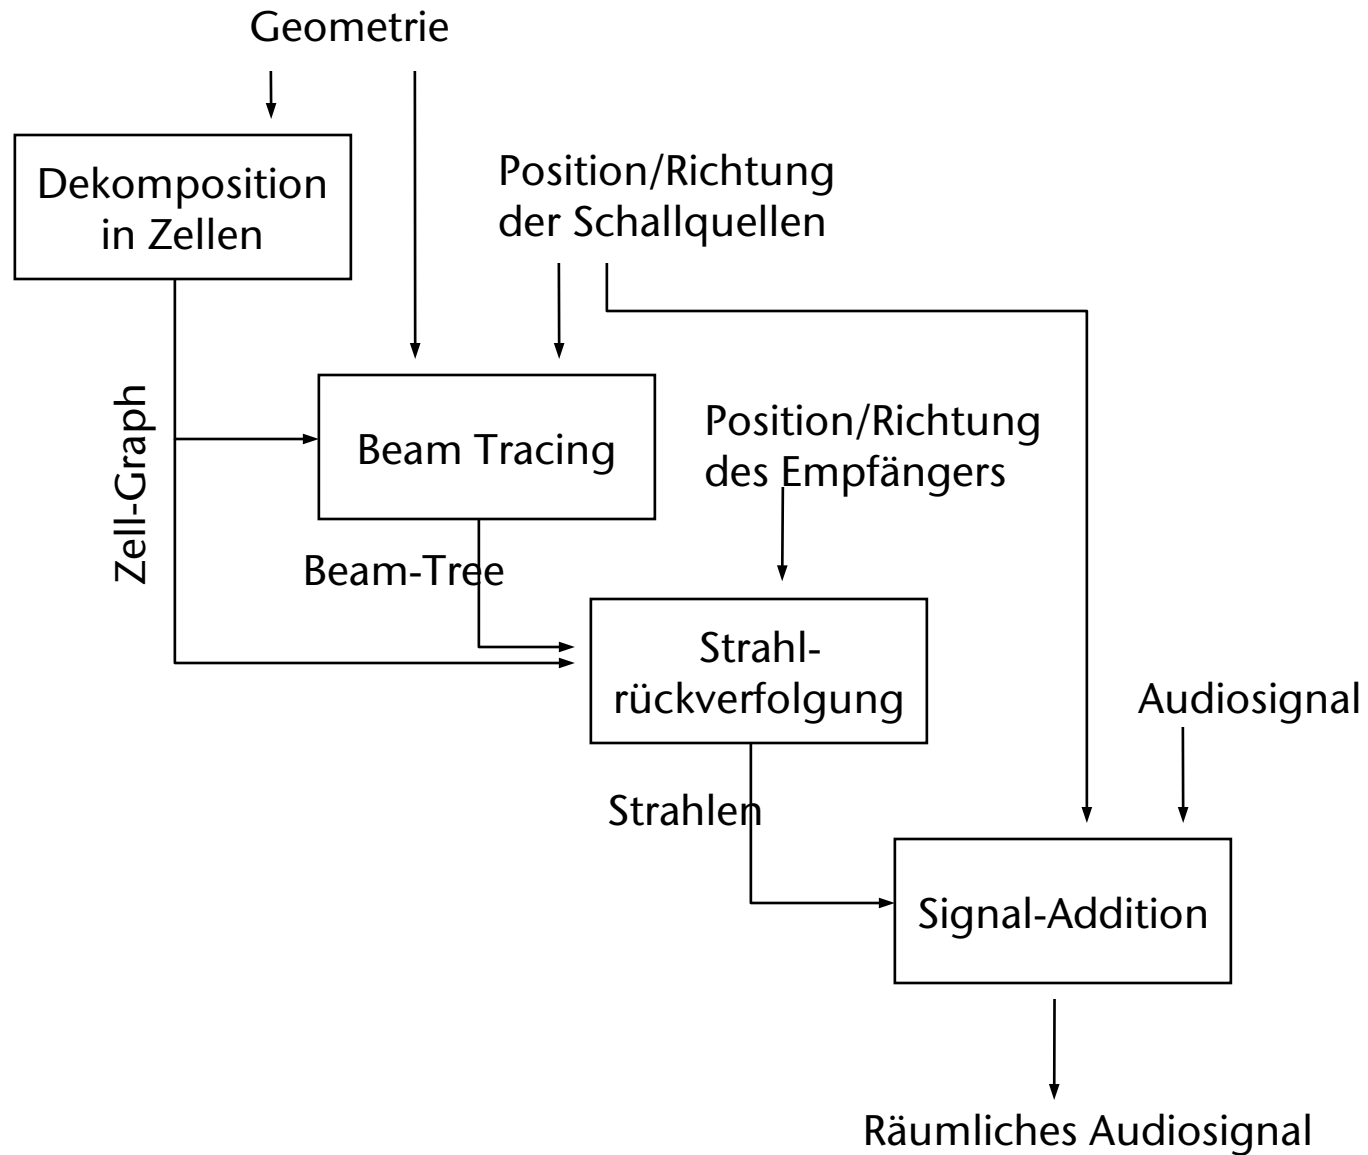 Geometrie
Dekomposition
in Zellen
Position/Richtung
der Schallquellen
Zell-Graph
Beam Tracing
Position/Richtung
des Empfängers
Beam-Tree
Strahl-
rückverfolgung
Audiosignal
Strahlen
Signal-Addition
Räumliches Audiosignal